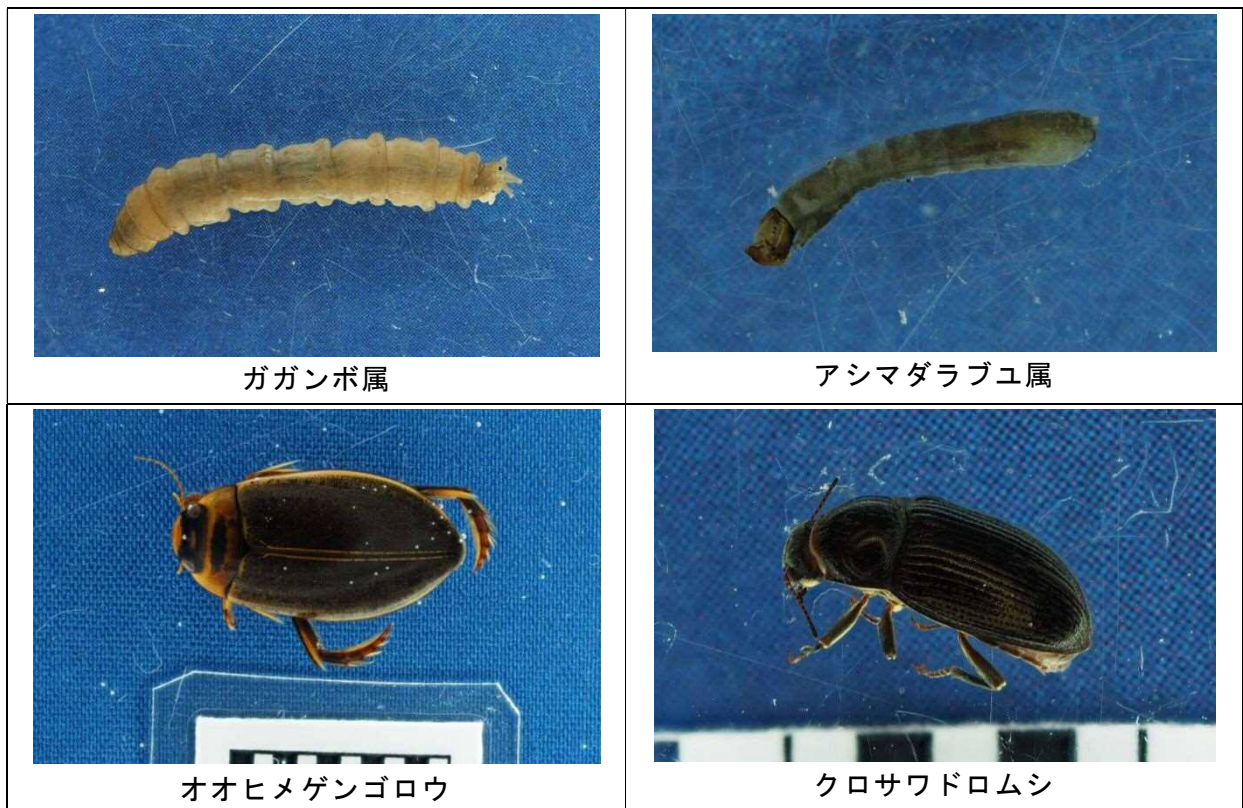 ガガンボ属
アシマダラブユ属
オオヒメゲンゴロウ
クロサワドロムシ